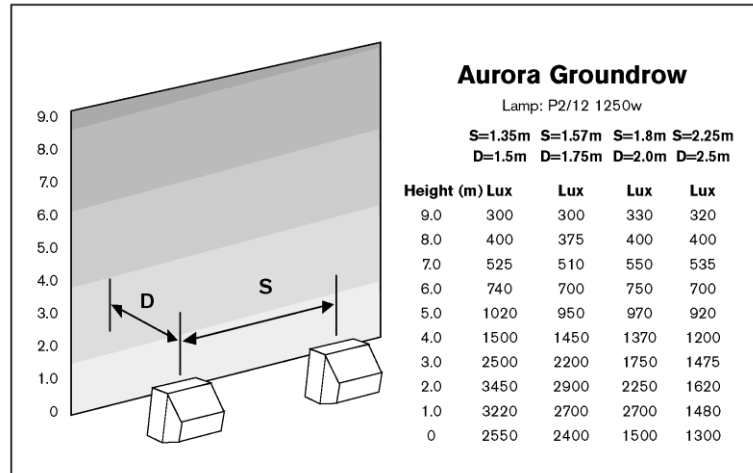 Aurora Groundrow
Lamp: P2/12 1250w
S=1.35m S=1.57m S=1.8m S=2.25m
D=1.5m D=1.75m D=2.0m D=2.5m
Height (m) Lux Lux Lux Lux
9.0 300 300 330 320
8.0 400 375 400 400
7.0 525 510 550 535
6.0 740 700 750 700
5.0 1020 950 970 920
4.0 1500 1450 1370 1200
3.0 2500 2200 1750 1475
2.0 3450 2900 2250 1620
1.0 3220 2700 2700 1480
0 2550 2400 1500 1300
9.0
8.0
7.0
6.0
5.0
4.0
3.0
2.0
1.0
0
D
S